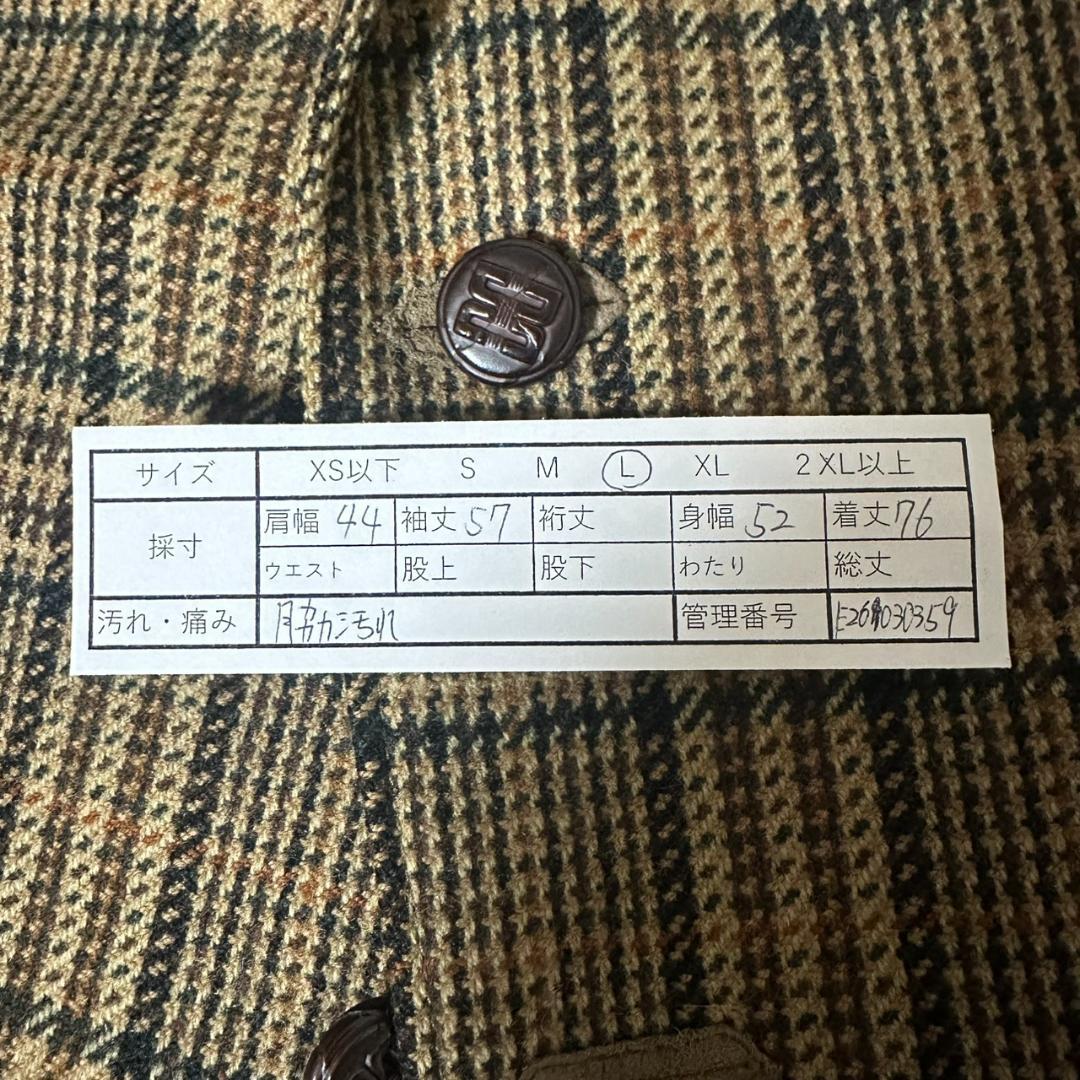 サイズ XS以下 S M L XL 2XL以上
採寸 肩幅 44 袖丈 57 裄丈 身幅 52 着丈 76
ウエスト 股上 股下 わたり 総丈
汚れ・痛み 脇汚れ 管理番号